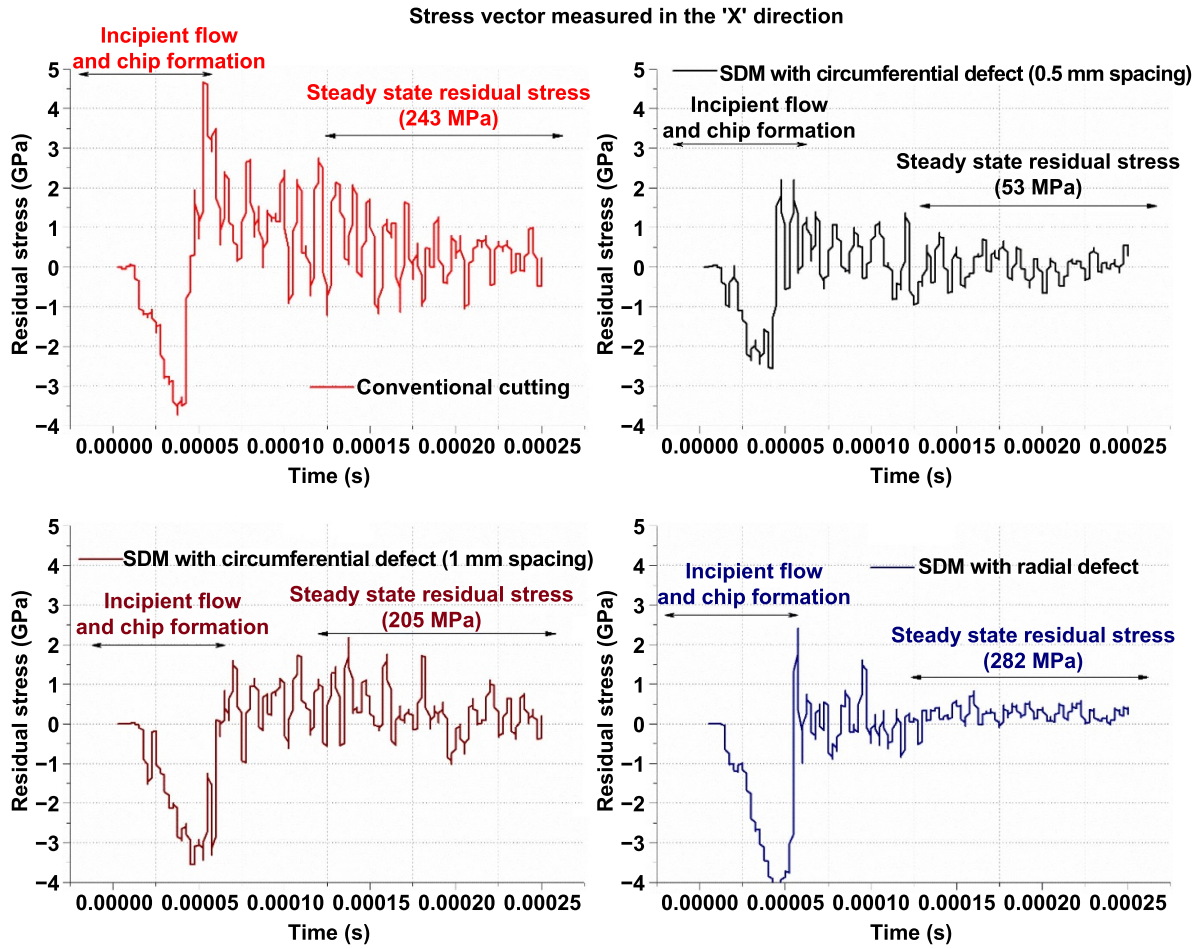 Stress vector measured in the 'X' direction
Incipient flow
and chip formation
Steady state residual stress
(243 MPa)
Conventional cutting
Residual stress (GPa)
5
4
3
2
1
0
−1
−2
−3
−4
0.00000 0.00005 0.00010 0.00015 0.00020 0.00025
Time (s)
SDM with circumferential defect (0.5 mm spacing)
Incipient flow
and chip formation
Steady state residual stress
(53 MPa)
Residual stress (GPa)
5
4
3
2
1
0
−1
−2
−3
−4
0.00000 0.00005 0.00010 0.00015 0.00020 0.00025
Time (s)
SDM with circumferential defect (1 mm spacing)
Incipient flow
and chip formation
Steady state residual stress
(205 MPa)
Residual stress (GPa)
5
4
3
2
1
0
−1
−2
−3
−4
0.00000 0.00005 0.00010 0.00015 0.00020 0.00025
Time (s)
SDM with radial defect
Incipient flow
and chip formation
Steady state residual stress
(282 MPa)
Residual stress (GPa)
5
4
3
2
1
0
−1
−2
−3
−4
0.00000 0.00005 0.00010 0.00015 0.00020 0.00025
Time (s)